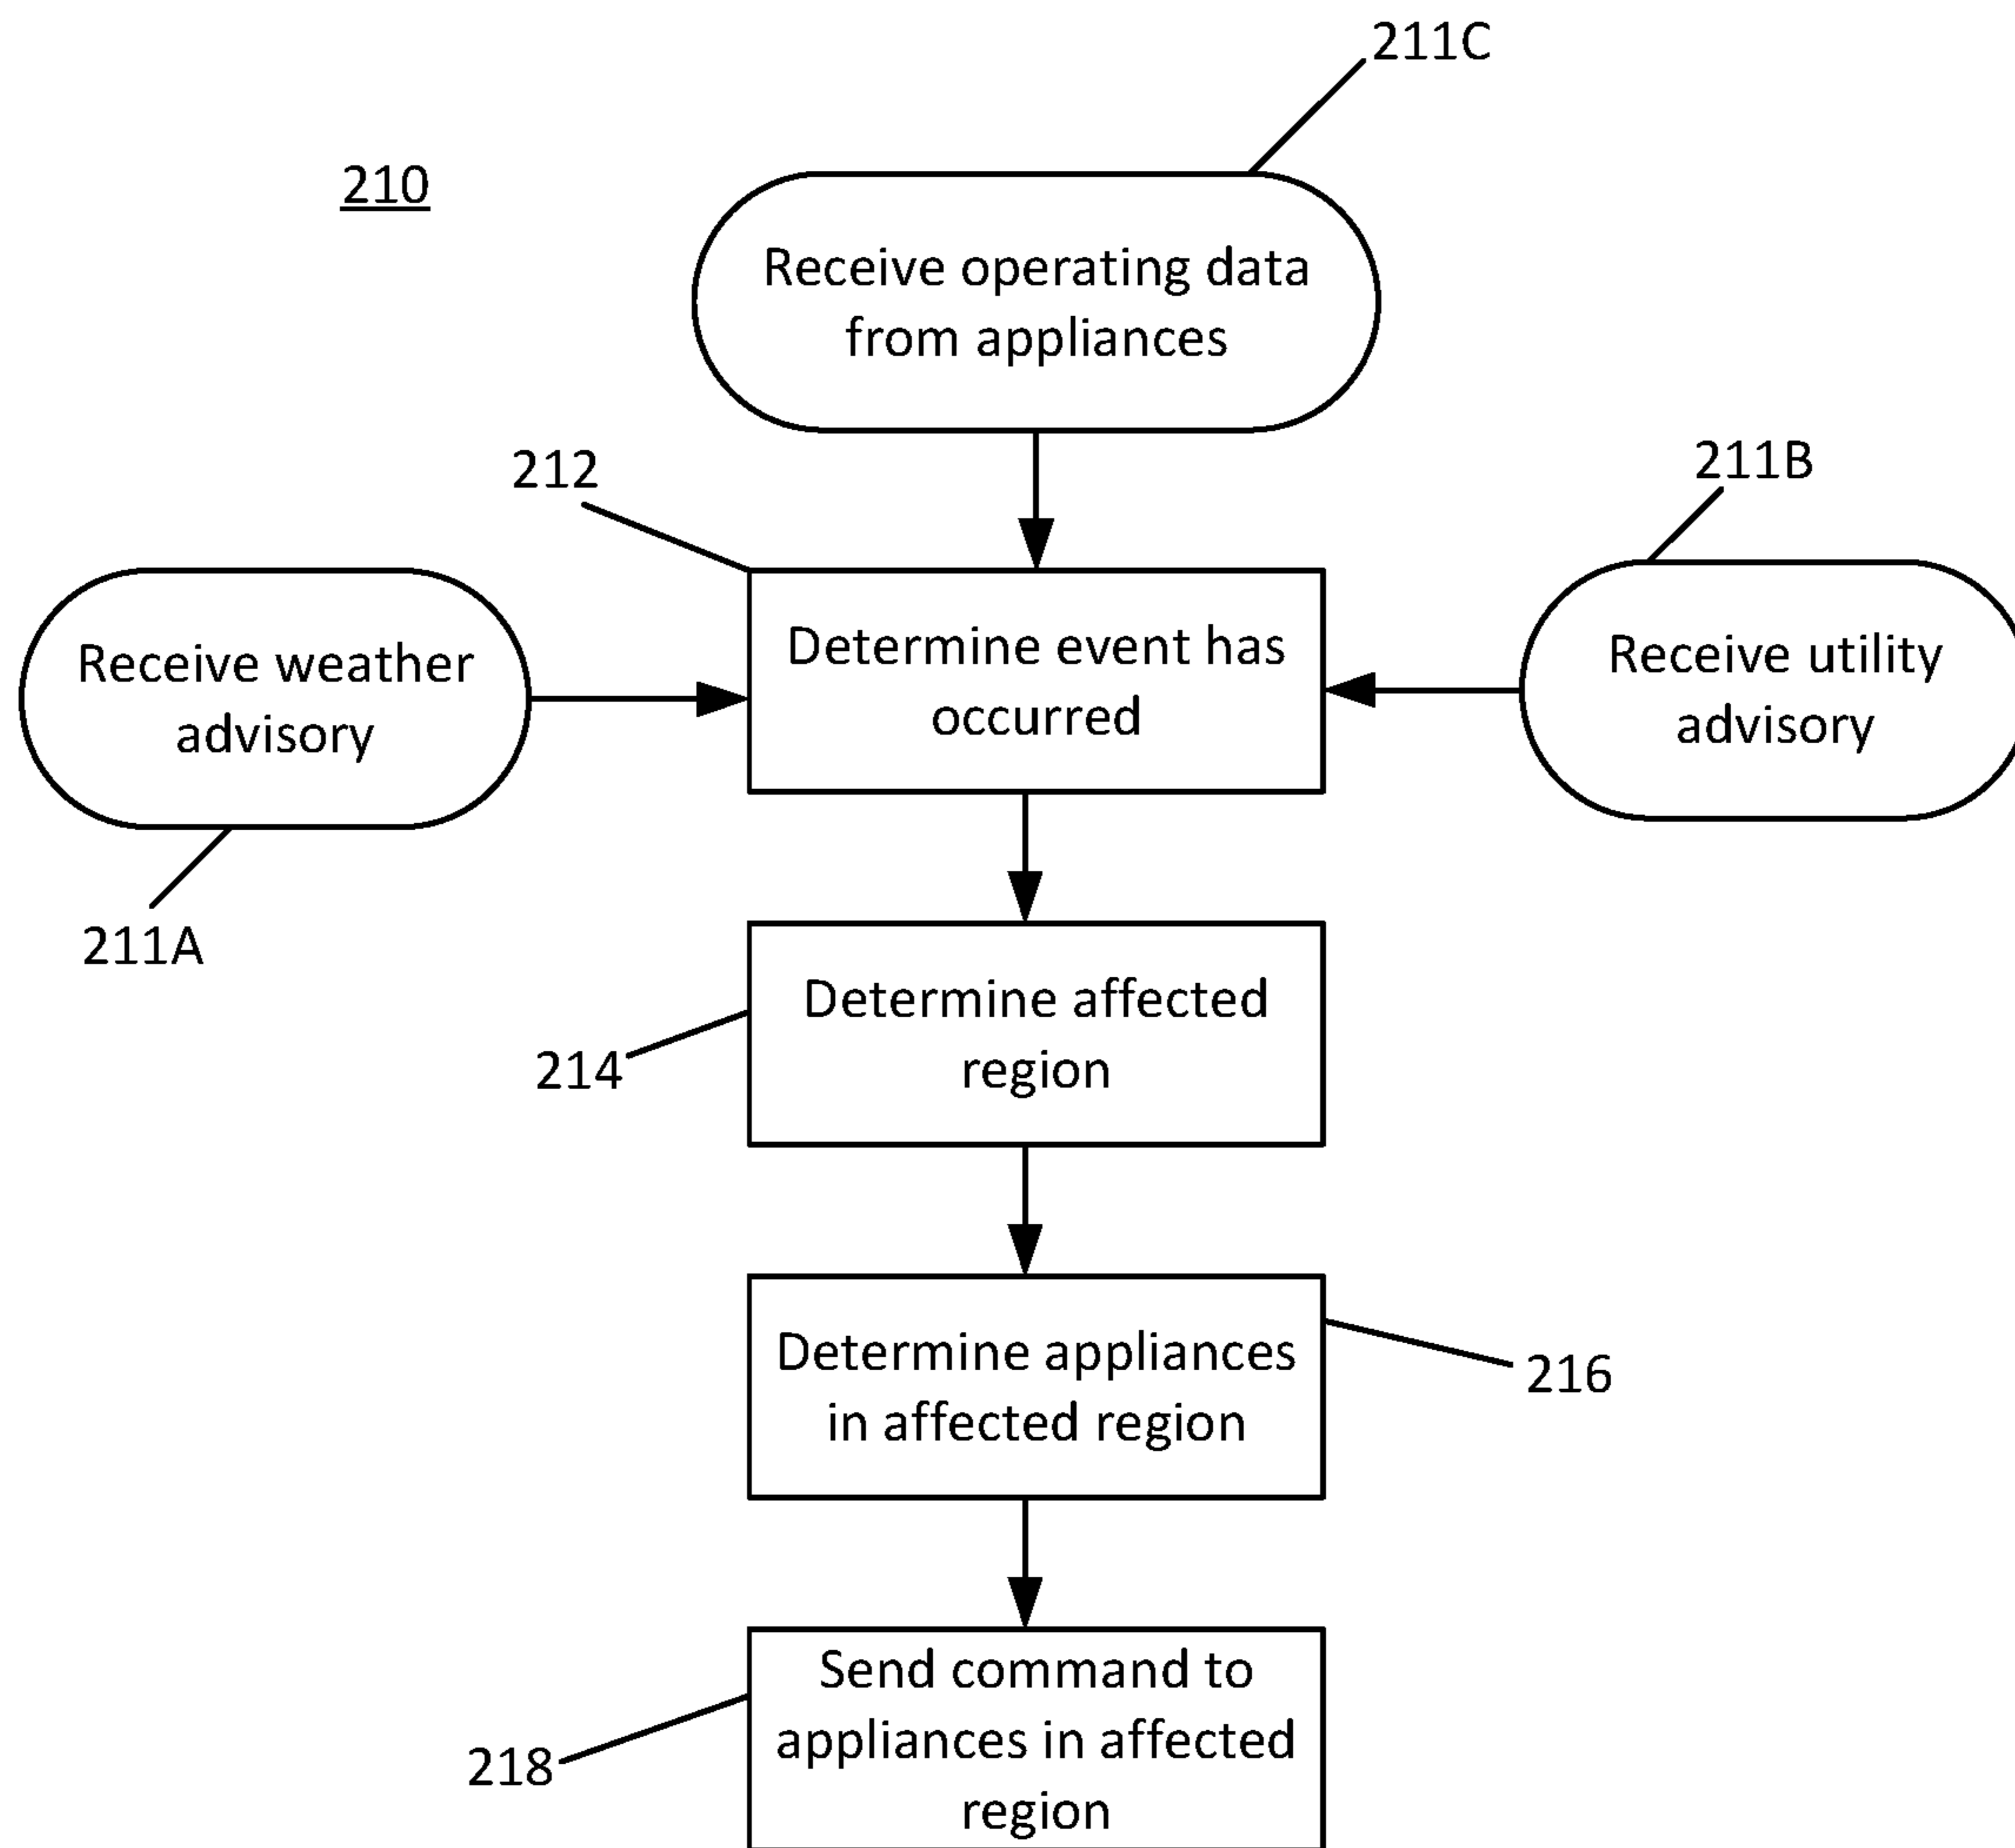 211C
210
Receive operating data
from appliances
212
211B
Receive weather
advisory
Determine event has
occurred
Receive utility
advisory
211A
Determine affected
region
214
Determine appliances
in affected region
216
Send command to
appliances in affected
region
218